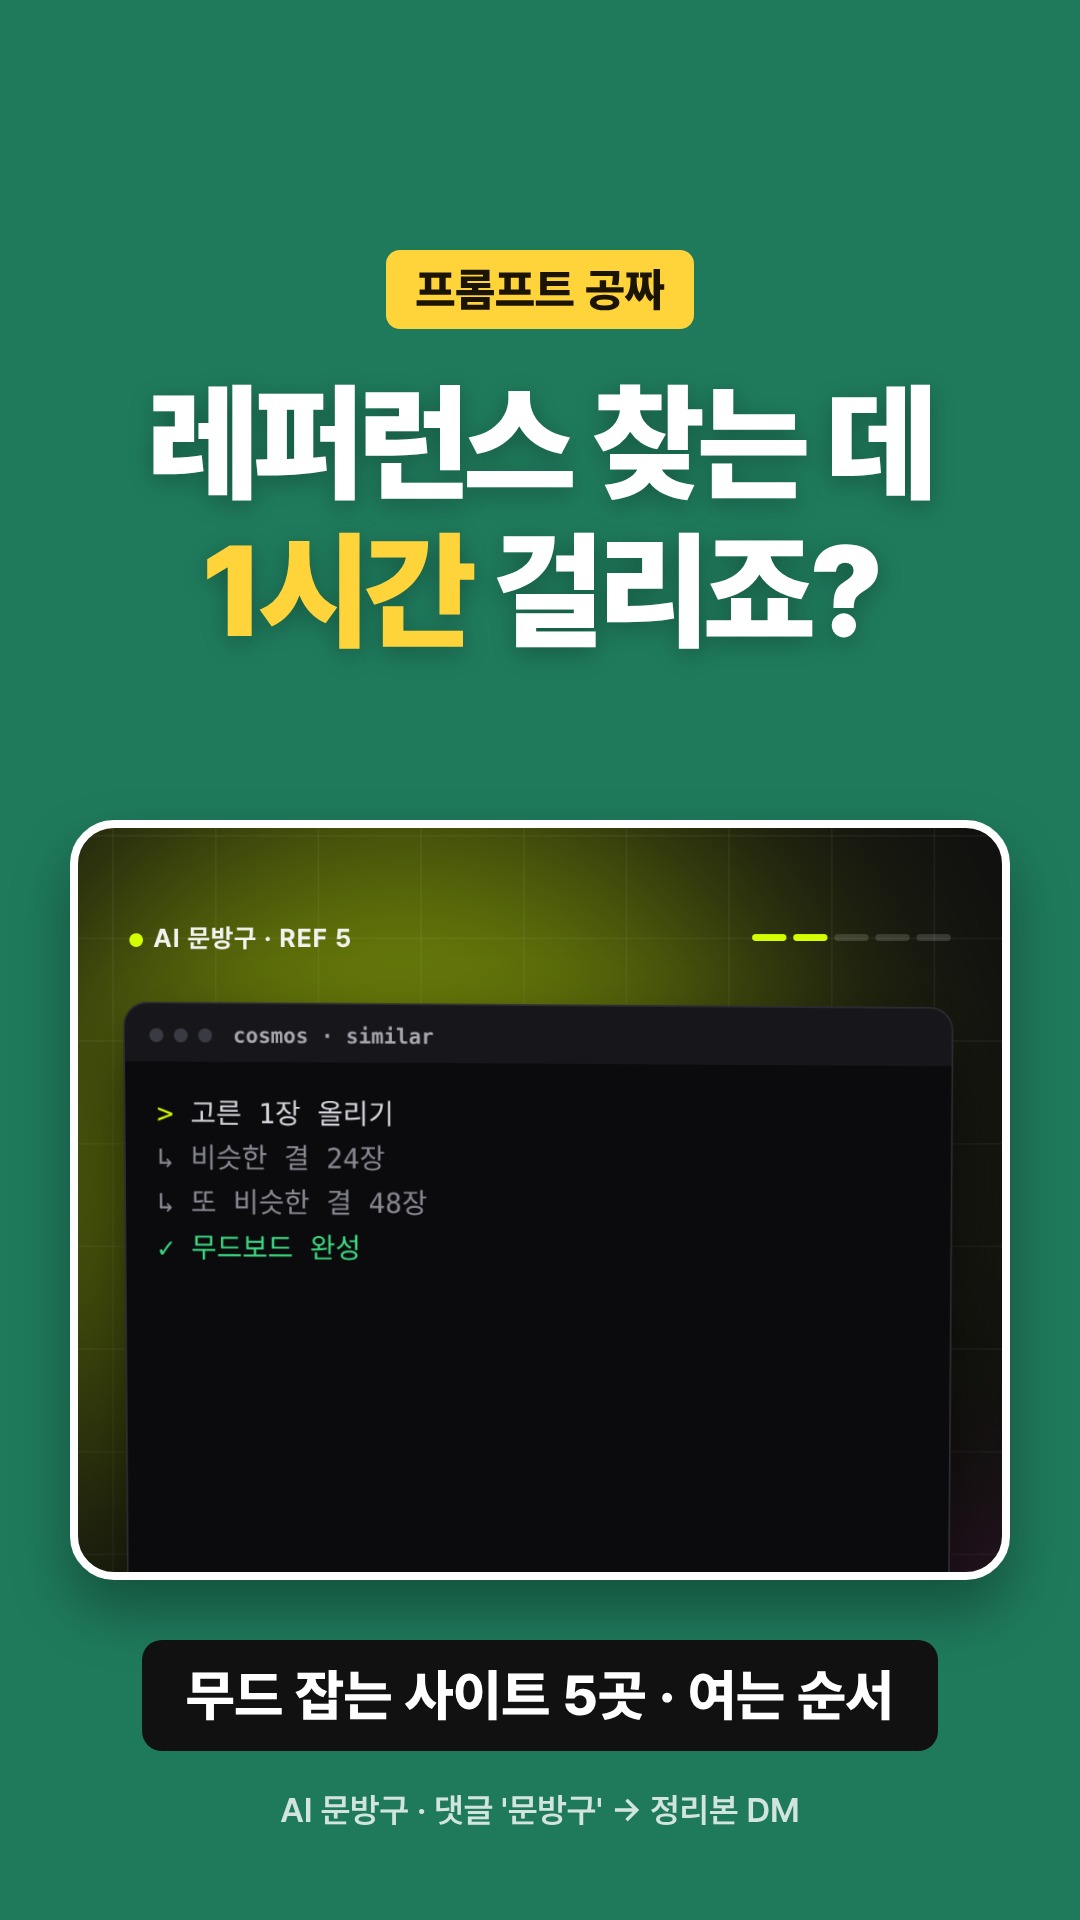 프롬프트 공짜
레퍼런스 찾는 데
1시간 걸리죠?
AI 문방구 · REF 5
cosmos · similar
> 고른 1장 올리기
↳ 비슷한 결 24장
↳ 또 비슷한 결 48장
✓ 무드보드 완성
무드 잡는 사이트 5곳 · 여는 순서
AI 문방구 · 댓글 '문방구' → 정리본 DM